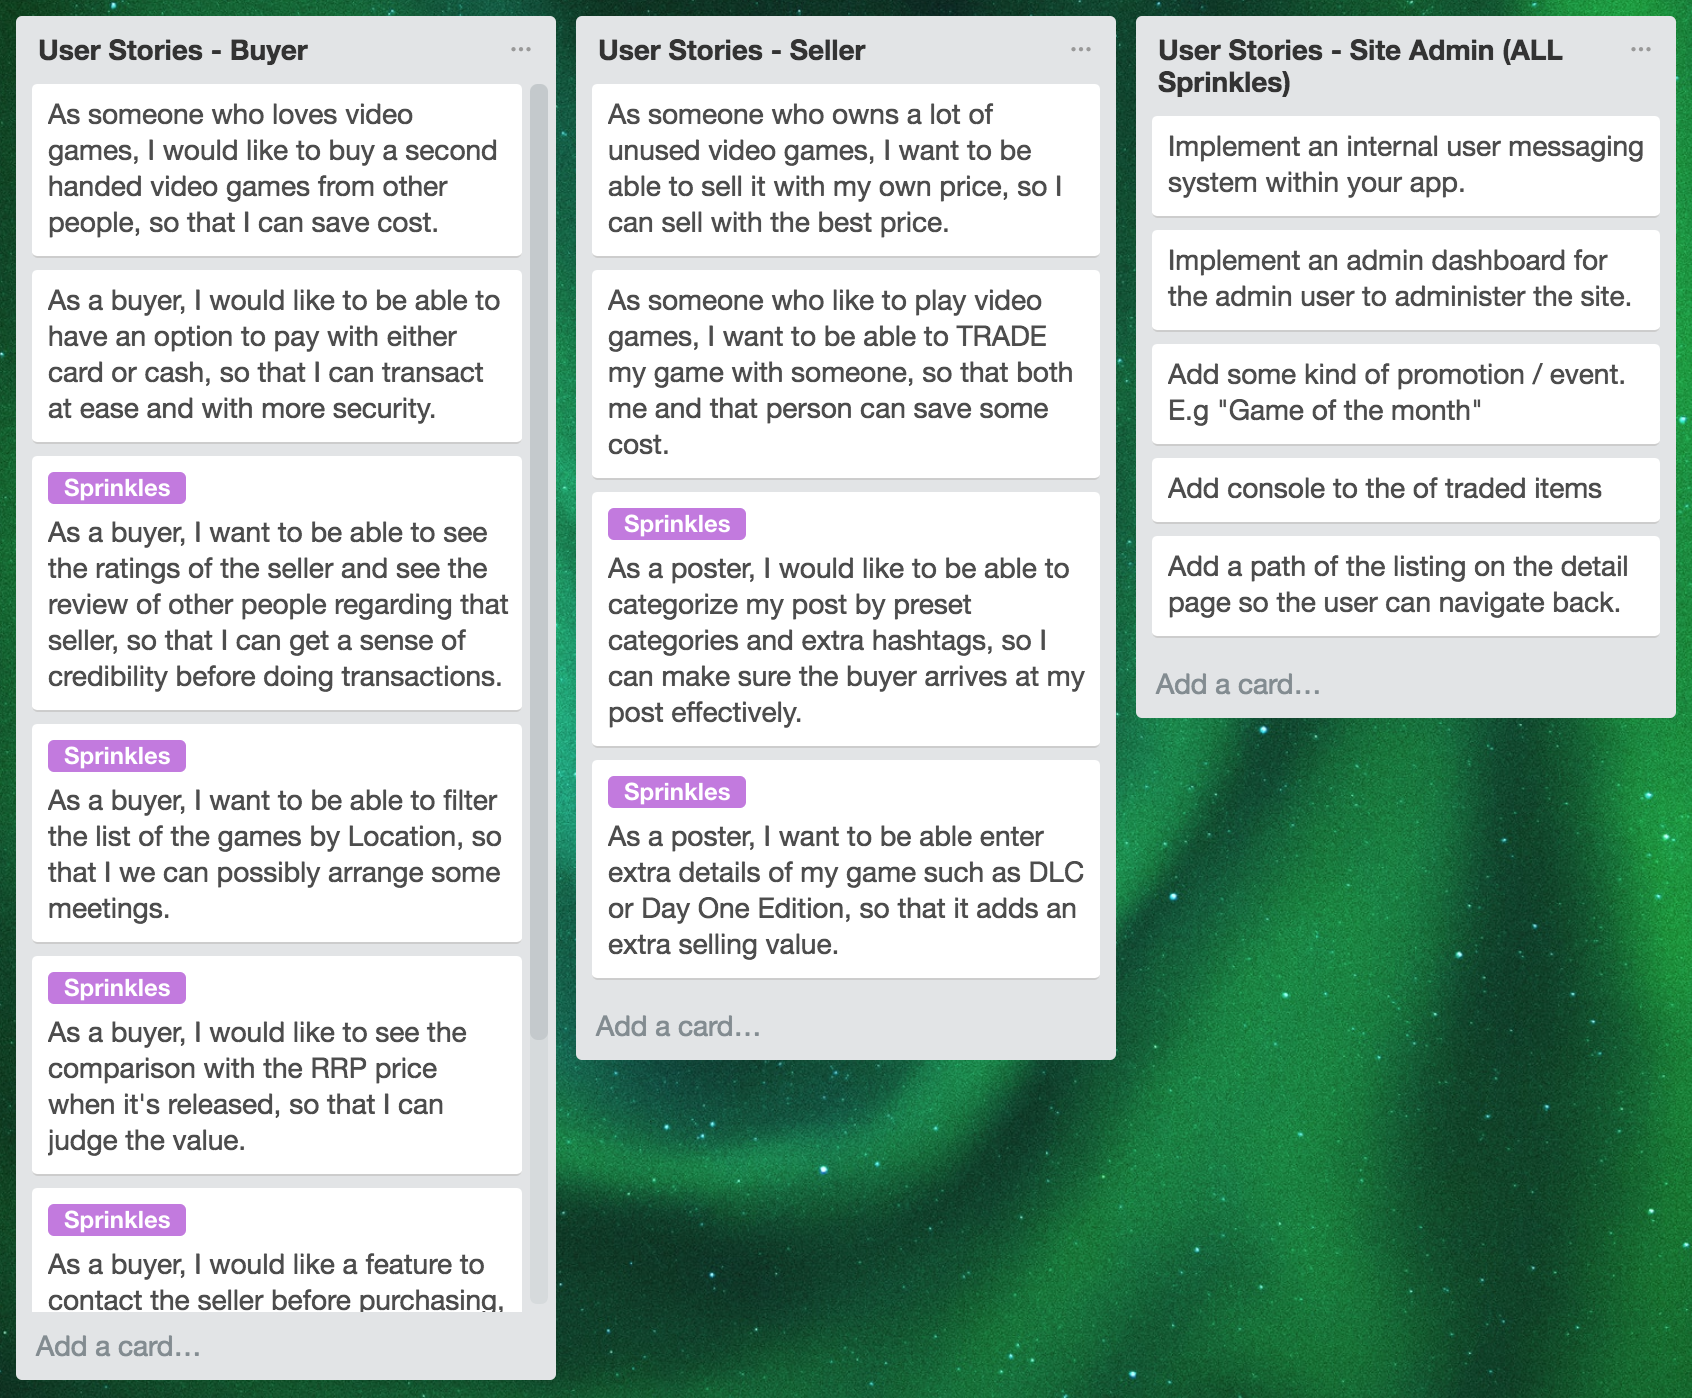 User Stories - Buyer
As someone who loves video
games, I would like to buy a second
handed video games from other
people, so that I can save cost.
As a buyer, I would like to be able to
have an option to pay with either
card or cash, so that I can transact
at ease and with more security.
Sprinkles
As a buyer, I want to be able to see
the ratings of the seller and see the
review of other people regarding that
seller, so that I can get a sense of
credibility before doing transactions.
Sprinkles
As a buyer, I want to be able to filter
the list of the games by Location, so
that I we can possibly arrange some
meetings.
Sprinkles
As a buyer, I would like to see the
comparison with the RRP price
when it's released, so that I can
judge the value.
Sprinkles
As a buyer, I would like a feature to
contact the seller before purchasing,
Add a card…
User Stories - Seller
As someone who owns a lot of
unused video games, I want to be
able to sell it with my own price, so I
can sell with the best price.
As someone who like to play video
games, I want to be able to TRADE
my game with someone, so that both
me and that person can save some
cost.
Sprinkles
As a poster, I would like to be able to
categorize my post by preset
categories and extra hashtags, so I
can make sure the buyer arrives at my
post effectively.
Sprinkles
As a poster, I want to be able enter
extra details of my game such as DLC
or Day One Edition, so that it adds an
extra selling value.
Add a card…
User Stories - Site Admin (ALL
Sprinkles)
Implement an internal user messaging
system within your app.
Implement an admin dashboard for
the admin user to administer the site.
Add some kind of promotion / event.
E.g "Game of the month"
Add console to the of traded items
Add a path of the listing on the detail
page so the user can navigate back.
Add a card…